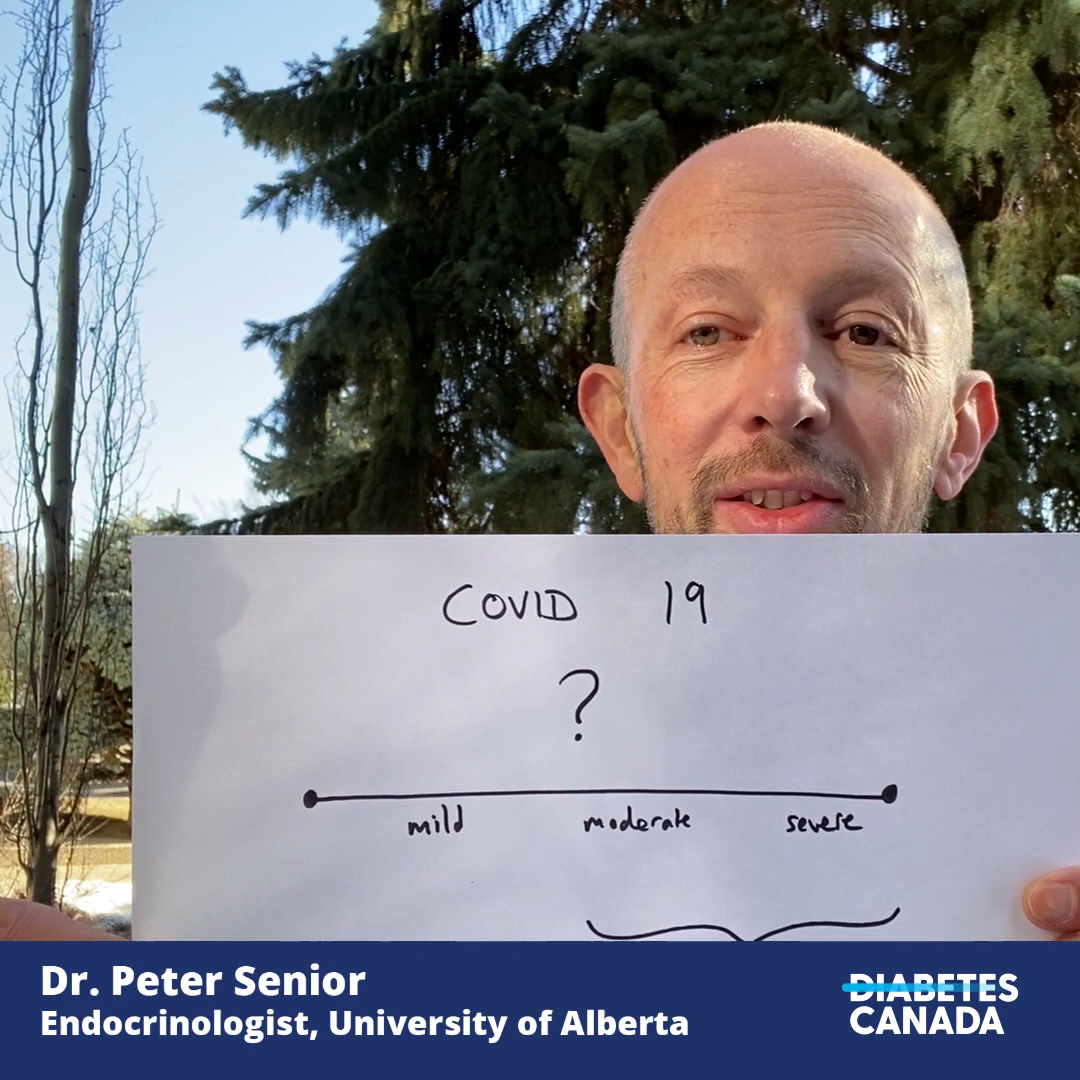 COVID 19
?
mild moderate severe
Dr. Peter Senior
Endocrinologist, University of Alberta
DIABETES
CANADA